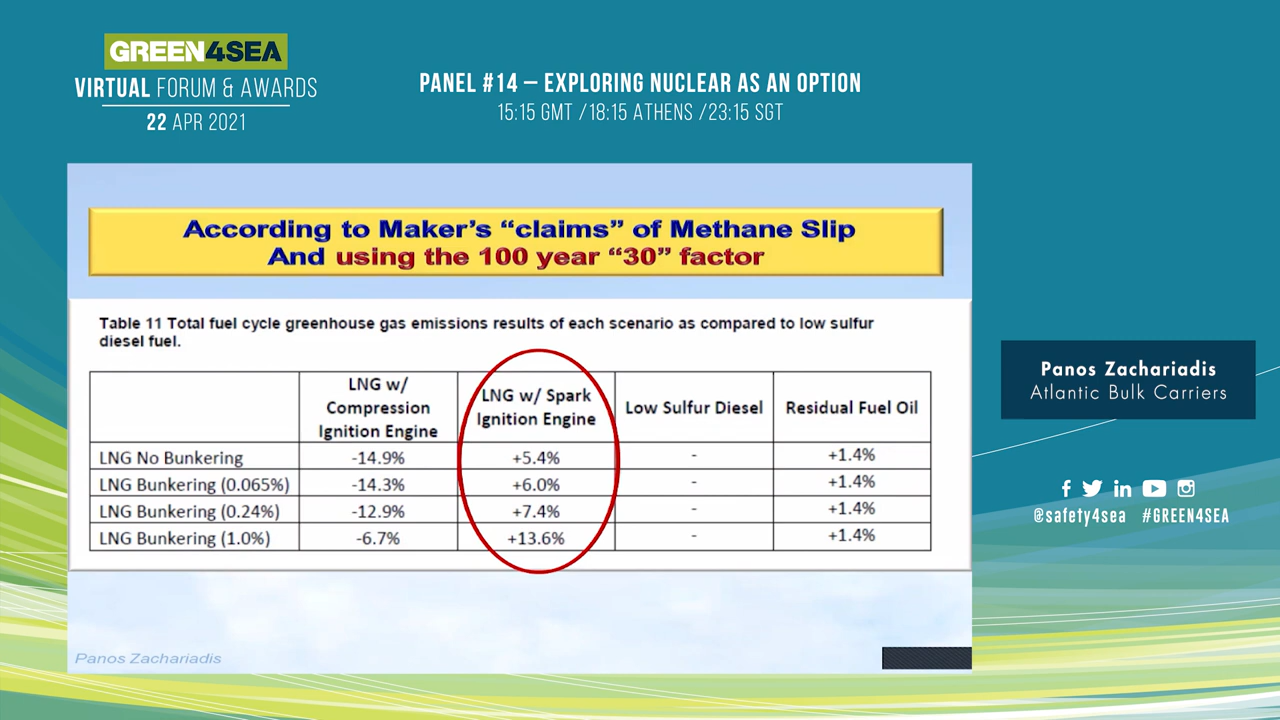 GREEN4SEA
VIRTUAL FORUM & AWARDS
22 APR 2021
PANEL #14 – EXPLORING NUCLEAR AS AN OPTION
15:15 GMT /18:15 ATHENS /23:15 SGT
According to Maker's “claims” of Methane Slip
And using the 100 year “30” factor
Table 11 Total fuel cycle greenhouse gas emissions results of each scenario as compared to low sulfur
diesel fuel.
LNG w/
Compression
Ignition Engine
LNG w/ Spark
Ignition Engine
Low Sulfur Diesel
Residual Fuel Oil
LNG No Bunkering -14.9% +5.4% - +1.4%
LNG Bunkering (0.065%) -14.3% +6.0% - +1.4%
LNG Bunkering (0.24%) -12.9% +7.4% - +1.4%
LNG Bunkering (1.0%) -6.7% +13.6% - +1.4%
Panos Zachariadis
Panos Zachariadis
Atlantic Bulk Carriers
@safety4sea #GREEN4SEA